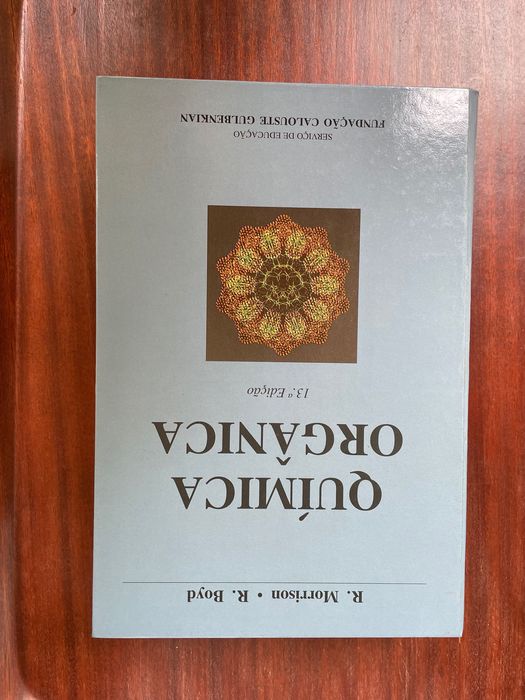 R. Morrison • R. Boyd
QUÍMICA
ORGÂNICA
13.ª Edição
SERVIÇO DE EDUCAÇÃO
FUNDAÇÃO CALOUSTE GULBENKIAN